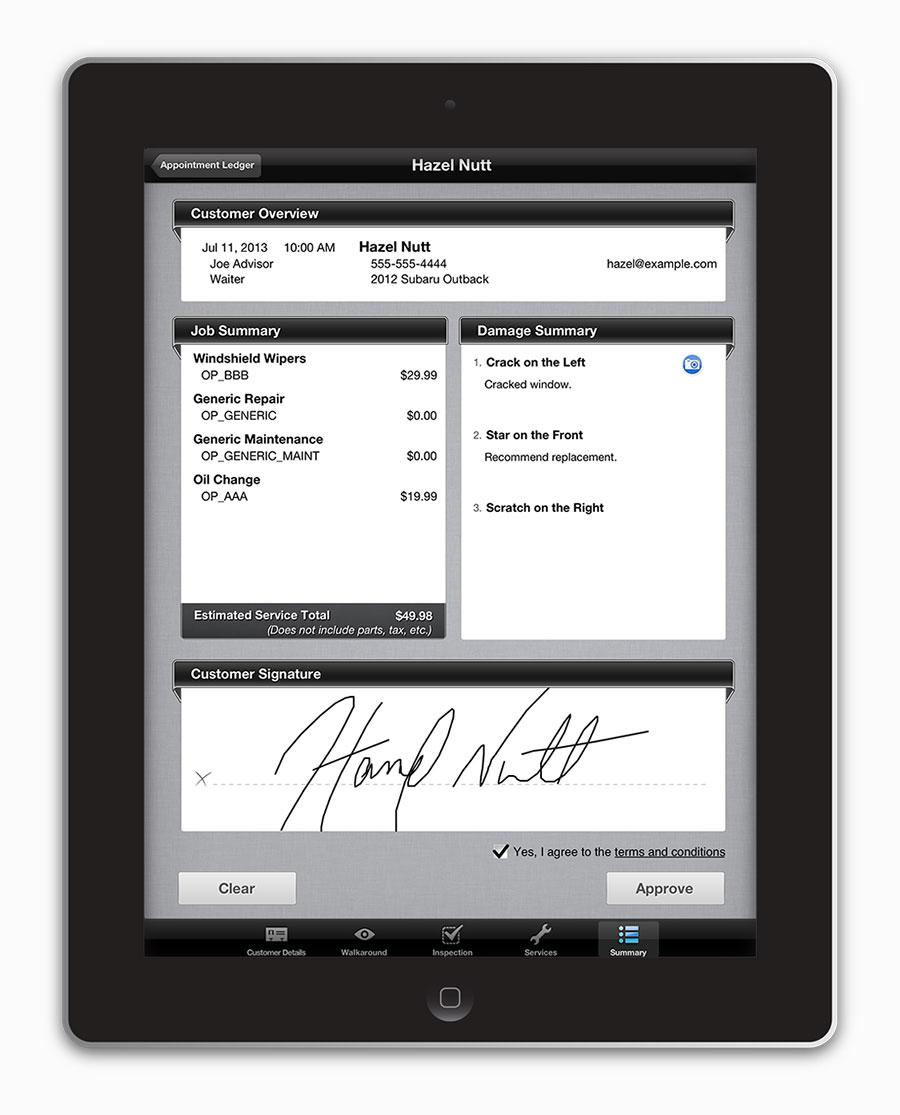 Appointment Ledger
Hazel Nutt
Customer Overview
Jul 11, 2013 10:00 AM Hazel Nutt
Joe Advisor 555-555-4444 hazel@example.com
Waiter 2012 Subaru Outback
Job Summary
Windshield Wipers
OP_BBB $29.99
Generic Repair
OP_GENERIC $0.00
Generic Maintenance
OP_GENERIC_MAINT $0.00
Oil Change
OP_AAA $19.99
Estimated Service Total $49.98
(Does not include parts, tax, etc.)
Damage Summary
1. Crack on the Left
Cracked window.
2. Star on the Front
Recommend replacement.
3. Scratch on the Right
Customer Signature
X
Hazel Nutt
Yes, I agree to the terms and conditions
Clear
Approve
Customer Details Walkaround Inspection Services Summary